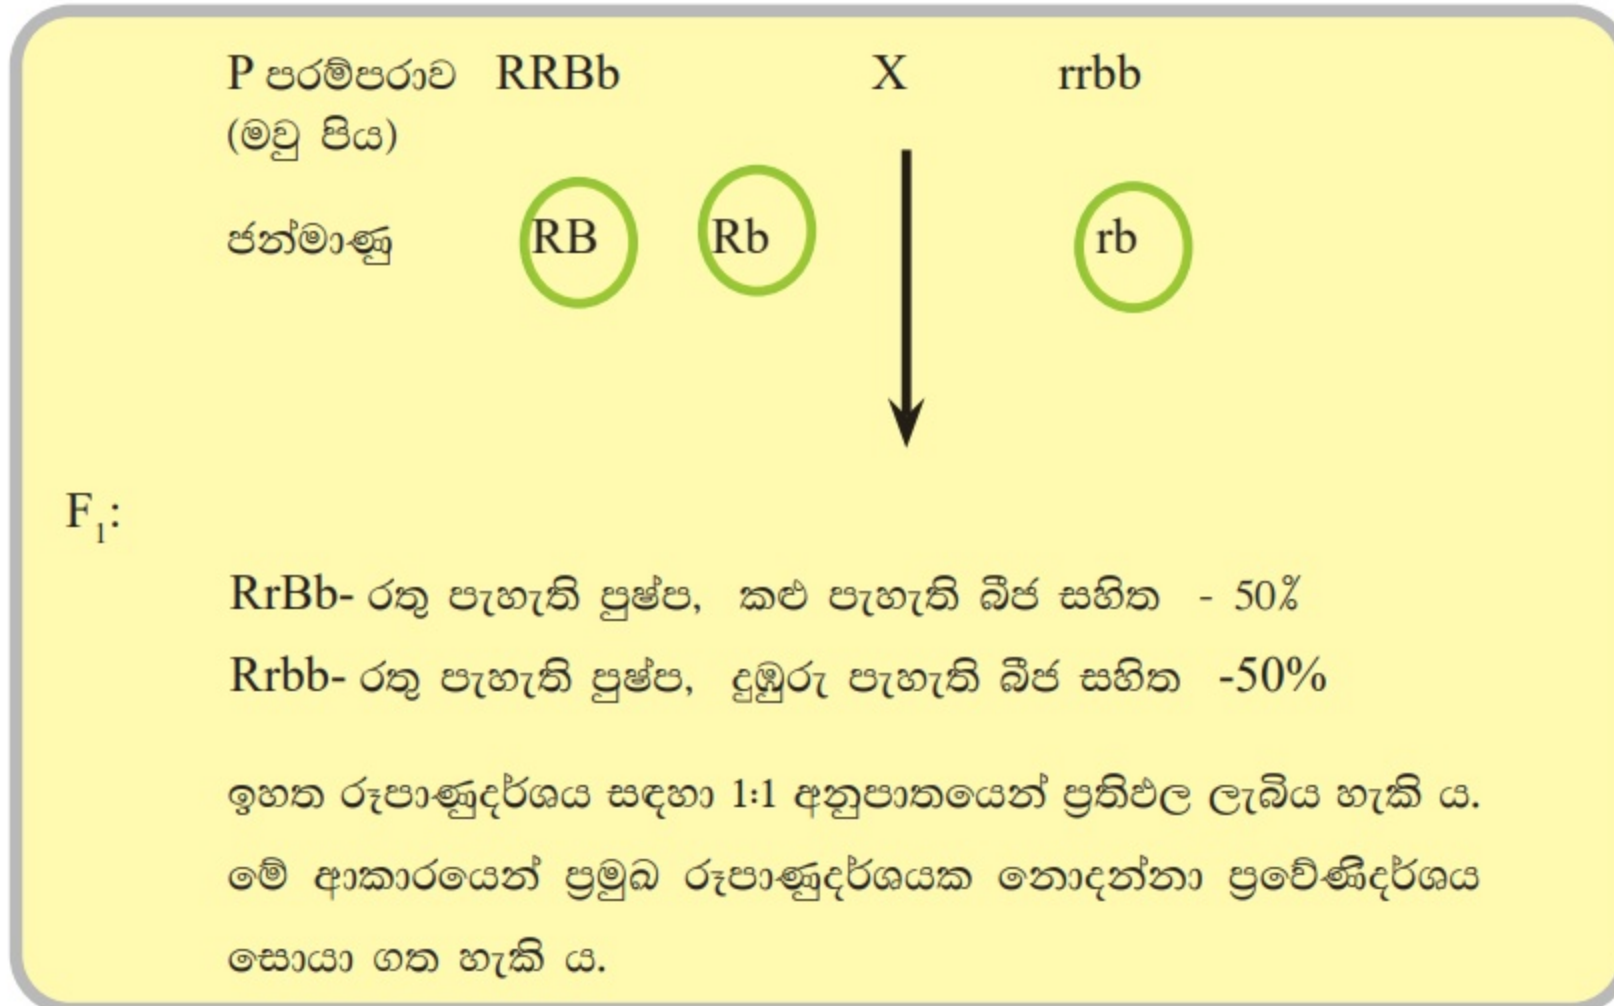 P පරම්පරාව RRBb X rrbb
(මවු පිය)
ජන්මාණු RB Rb rb
F₁:
RrBb- රතු පැහැති පුෂ්ප, කළු පැහැති බීජ සහිත - 50%
Rrbb- රතු පැහැති පුෂ්ප, දුඹුරු පැහැති බීජ සහිත -50%
ඉහත රූපාණුදර්ශය සඳහා 1:1 අනුපාතයෙන් ප්‍රතිඵල ලැබිය හැකි ය.
මේ ආකාරයෙන් ප්‍රමුඛ රූපාණුදර්ශයක නොදන්නා ප්‍රවේණිදර්ශය
සොයා ගත හැකි ය.